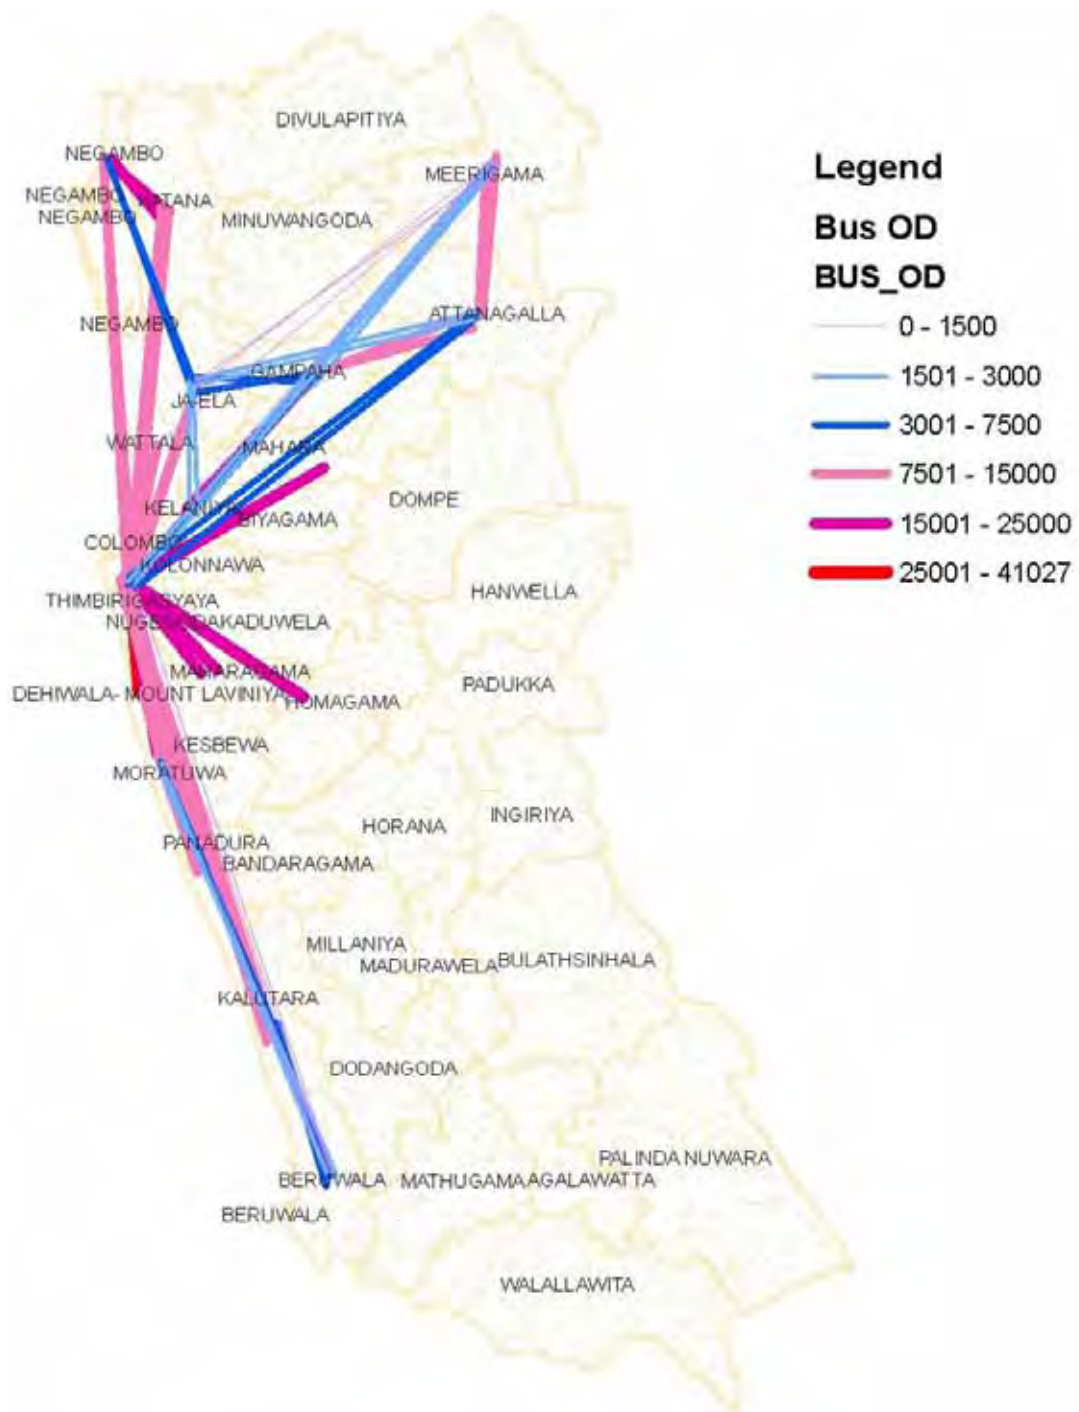 DIVULAPITIYA
NEGAMBO
MEERIGAMA
NEGAMBO
KATANA
NEGAMBO
MINUWANGODA
ATTANAGALLA
NEGAMBO
GAMPAHA
JA-ELA
WATTALA
MAHARA
DOMPE
KELANIYA
BIYAGAMA
COLOMBO
KOLONNAWA
HANWELLA
THIMBIRIGASYAYA
NUGEGODAKADUWELA
MAHARAGAMA
PADUKKA
DEHIWALA- MOUNT LAVINIYA
HOMAGAMA
KESBEWA
MORATUWA
INGIRIYA
HORANA
PANADURA
BANDARAGAMA
MILLANIYA
BULATHSINHALA
MADURAWELA
KALUTARA
DODANGODA
PALINDA NUWARA
BERUWALA
MATHUGAMA
AGALAWATTA
BERUWALA
WALALLAWITA
Legend
Bus OD
BUS_OD
0 - 1500
1501 - 3000
3001 - 7500
7501 - 15000
15001 - 25000
25001 - 41027